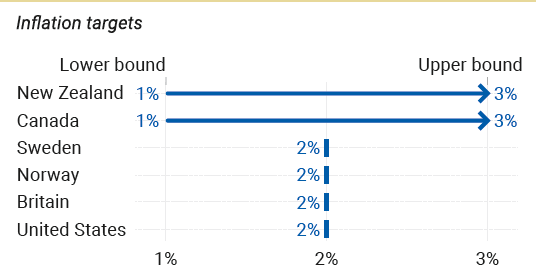 Inflation targets
Lower bound Upper bound
New Zealand 1% 3%
Canada 1% 3%
Sweden 2%
Norway 2%
Britain 2%
United States 2%
1% 2% 3%